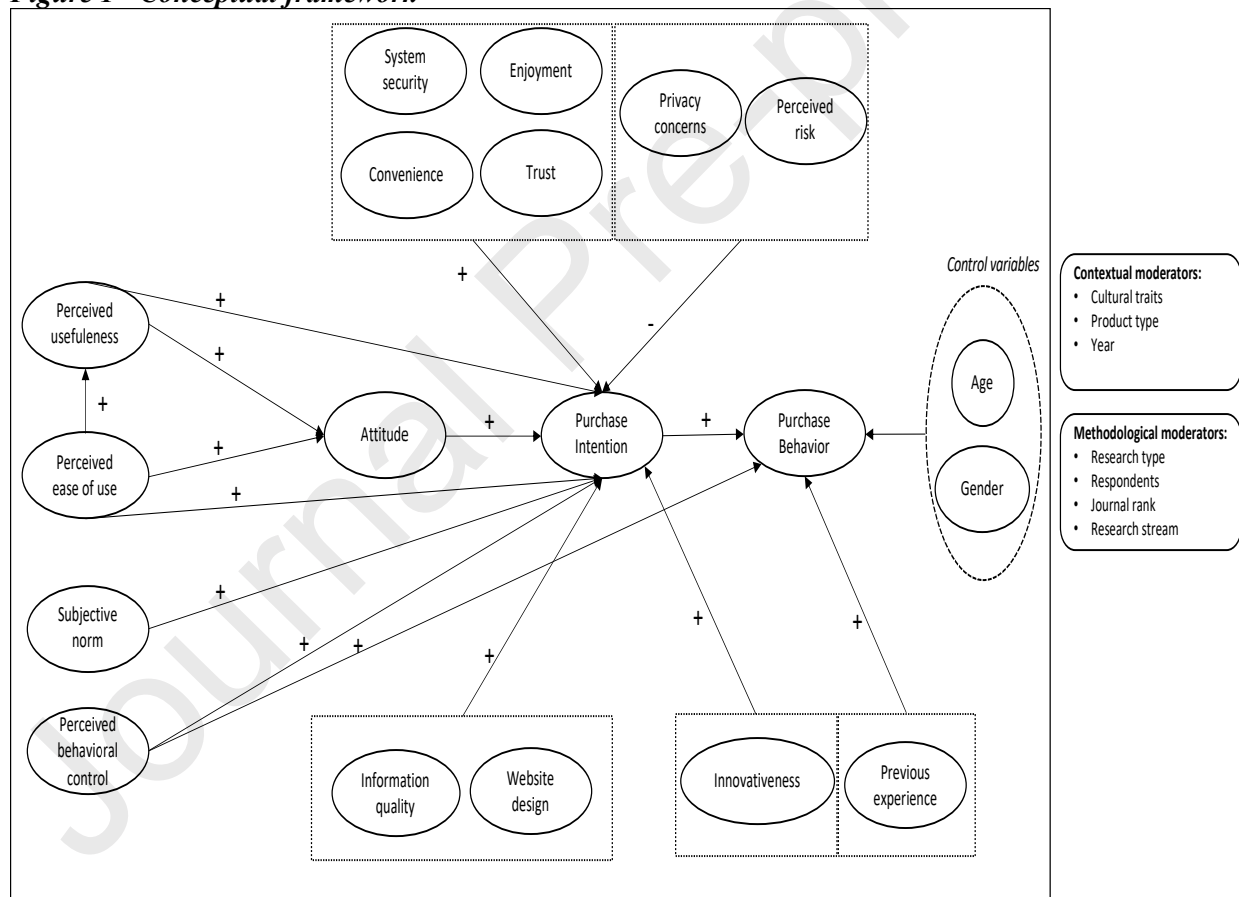 Figure 1 – Conceptual framework
System
security
Enjoyment
Convenience
Trust
Privacy
concerns
Perceived
risk
+
-
Control variables
Age
Gender
Contextual moderators:
• Cultural traits
• Product type
• Year
Methodological moderators:
• Research type
• Respondents
• Journal rank
• Research stream
Perceived
usefulness
+
+
+
Perceived
ease of use
+
+
Attitude
+
Purchase
Intention
+
Purchase
Behavior
Subjective
norm
+
Perceived
behavioral
control
+
+
+
Information
quality
Website
design
+
Innovativeness
+
Previous
experience
Journal Pre-p